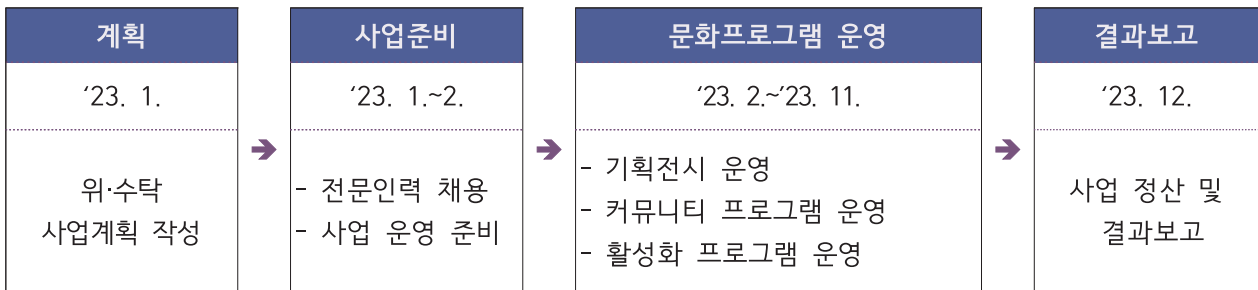 계획
'23. 1.
위·수탁
사업계획 작성
➔
사업준비
'23. 1.~2.
- 전문인력 채용
- 사업 운영 준비
➔
문화프로그램 운영
'23. 2.~'23. 11.
- 기획전시 운영
- 커뮤니티 프로그램 운영
- 활성화 프로그램 운영
➔
결과보고
'23. 12.
사업 정산 및
결과보고